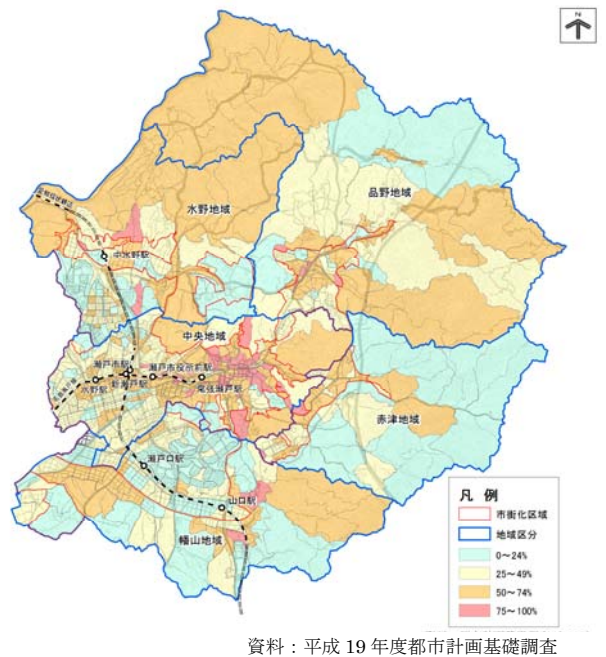 品野地域
水野地域
中水野駅
中央地域
瀬戸市駅
瀬戸市役所前駅
水野駅
新瀬戸駅
尾張瀬戸駅
赤津地域
瀬戸口駅
山口駅
幡山地域
凡 例
市街化区域
地域区分
0～24%
25～49%
50～74%
75～100%
資料：平成 19 年度都市計画基礎調査